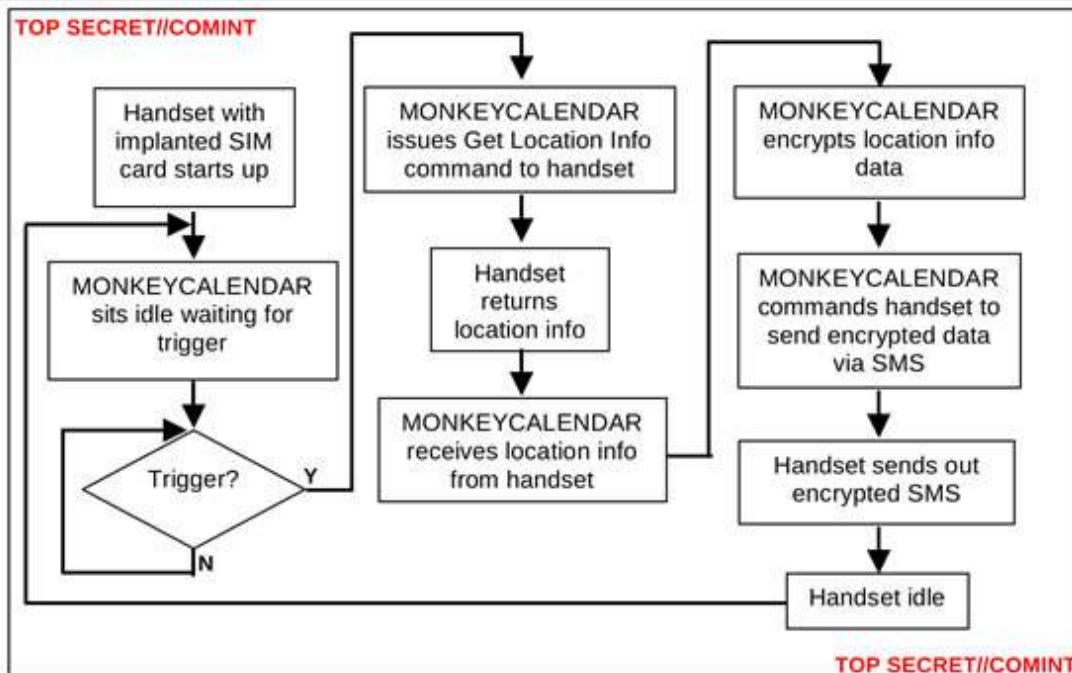 TOP SECRET//COMINT
Handset with
implanted SIM
card starts up
MONKEYCALENDAR
sits idle waiting for
trigger
Trigger?
Y
N
MONKEYCALENDAR
issues Get Location Info
command to handset
Handset
returns
location info
MONKEYCALENDAR
receives location info
from handset
MONKEYCALENDAR
encrypts location info
data
MONKEYCALENDAR
commands handset to
send encrypted data
via SMS
Handset sends out
encrypted SMS
Handset idle
TOP SECRET//COMINT